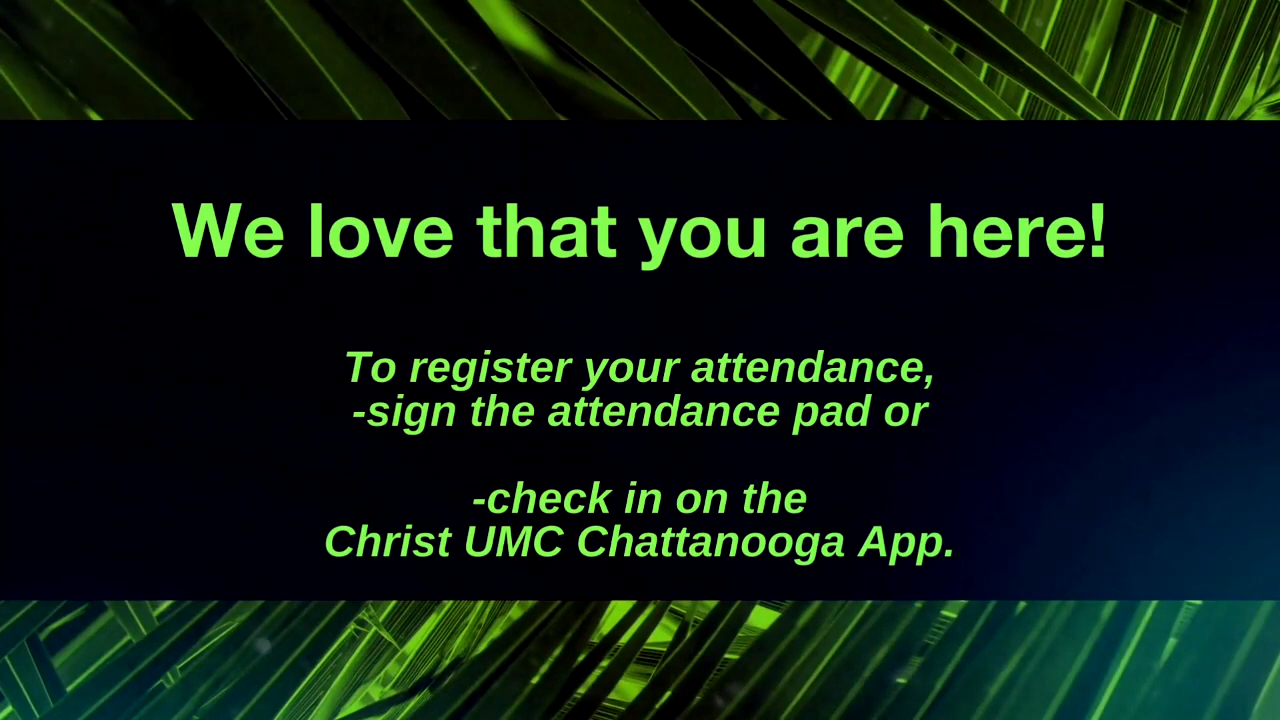 We love that you are here!
To register your attendance,
-sign the attendance pad or
-check in on the
Christ UMC Chattanooga App.